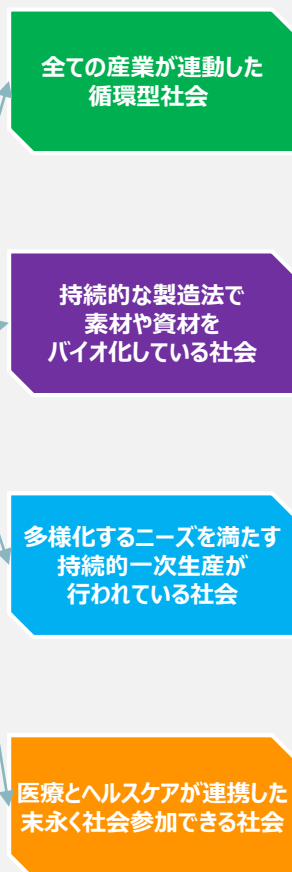 全ての産業が連動した
循環型社会
持続的な製造法で
素材や資材を
バイオ化している社会
多様化するニーズを満たす
持続的一次生産が
行われている社会
医療とヘルスケアが連携した
末永く社会参加できる社会